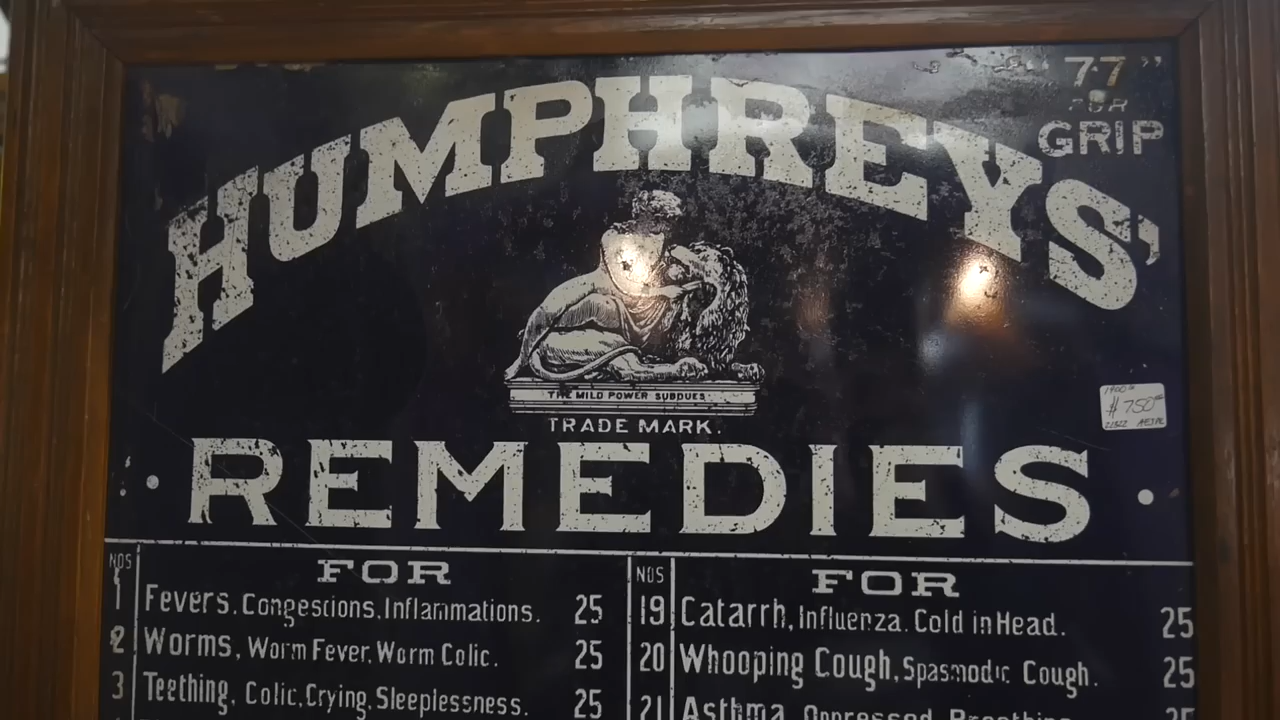 77"
FOR
GRIP
HUMPHREYS'
THE MILD POWER SUBDUES
TRADE MARK.
$750
REMEDIES
NOS FOR
1 Fevers, Congestions, Inflammations. 25
2 Worms, Worm Fever, Worm Colic. 25
3 Teething, Colic, Crying, Sleeplessness. 25
NOS FOR
19 Catarrh, Influenza. Cold in Head. 25
20 Whooping Cough, Spasmodic Cough. 25
21 Asthma, Oppressed Breathing 25